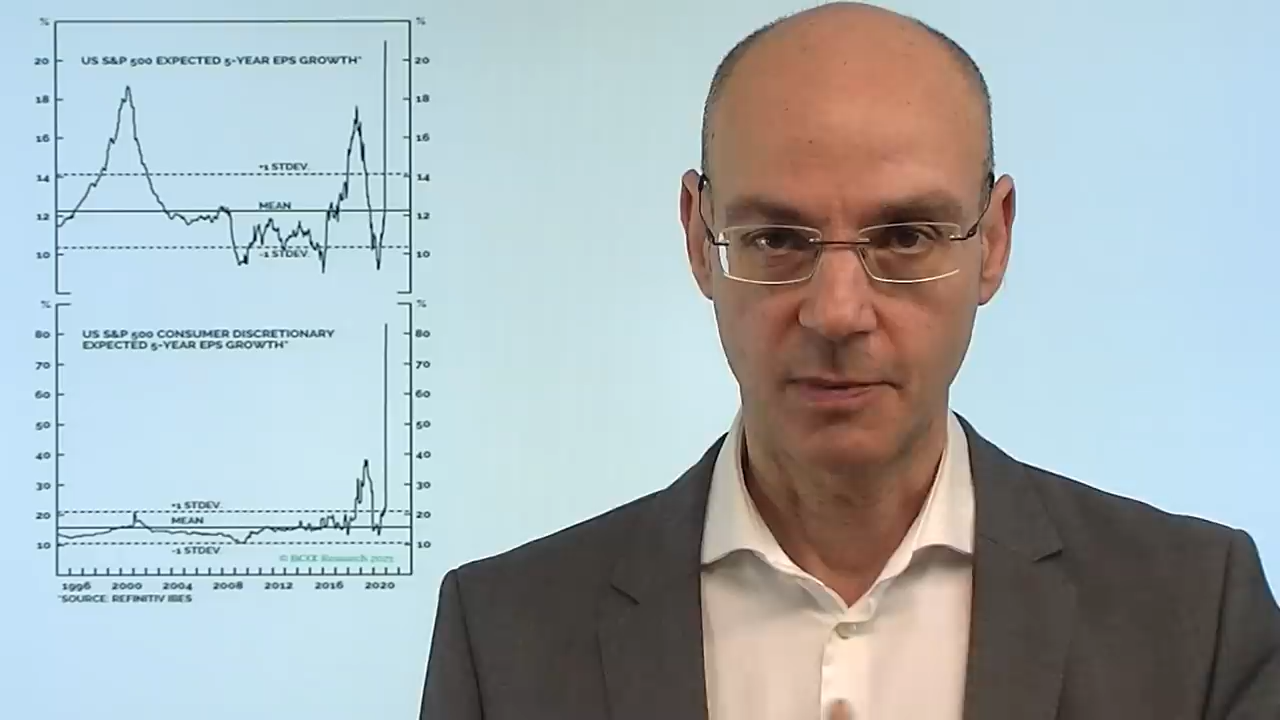 % %
US S&P 500 EXPECTED 5-YEAR EPS GROWTH*
20 20
18 18
16 16
+1 STDEV.
14 14
MEAN
12 12
-1 STDEV.
10 10
% %
US S&P 500 CONSUMER DISCRETIONARY
EXPECTED 5-YEAR EPS GROWTH*
80 80
70 70
60 60
50 50
40 40
30 30
+1 STDEV.
20 20
MEAN
10 10
-1 STDEV.
Research
1996 2000 2004 2008 2012 2016 2020
*SOURCE: REFINITIV IBES